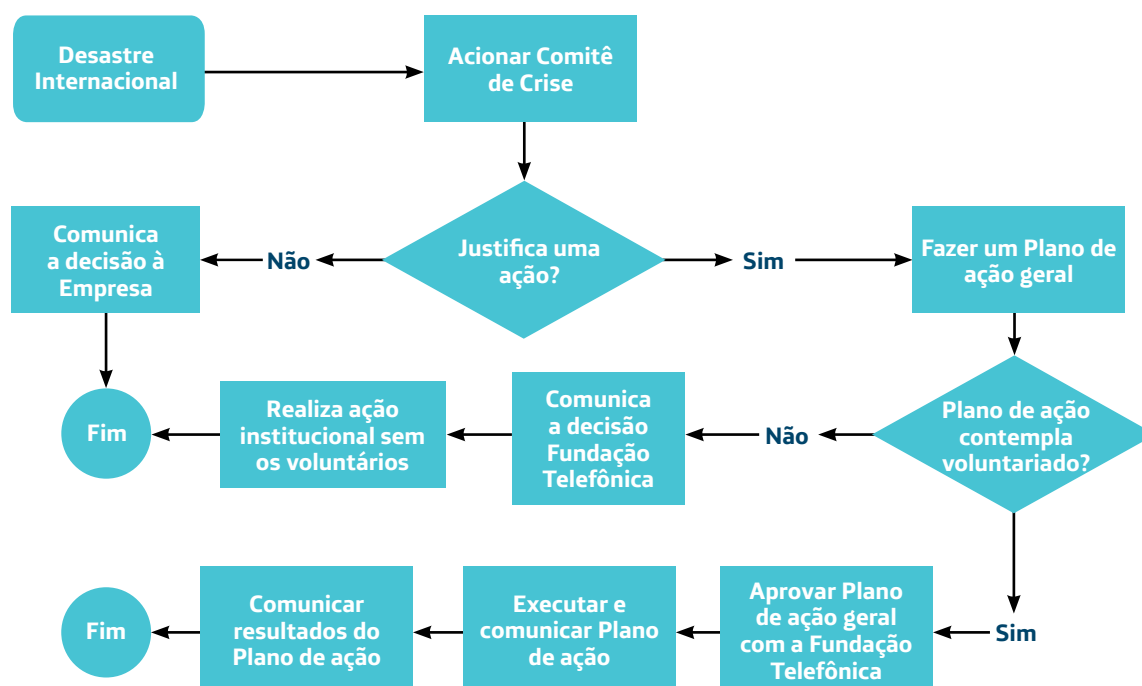 Desastre
Internacional
Acionar Comitê
de Crise
Comunica
a decisão à
Empresa
Não
Justifica uma
ação?
Sim
Fazer um Plano de
ação geral
Fim
Realiza ação
institucional sem
os voluntários
Comunica
a decisão
Fundação
Telefônica
Não
Plano de ação
contempla
voluntariado?
Fim
Comunicar
resultados do
Plano de ação
Executar e
comunicar Plano
de ação
Aprovar Plano
de ação geral
com a Fundação
Telefônica
Sim